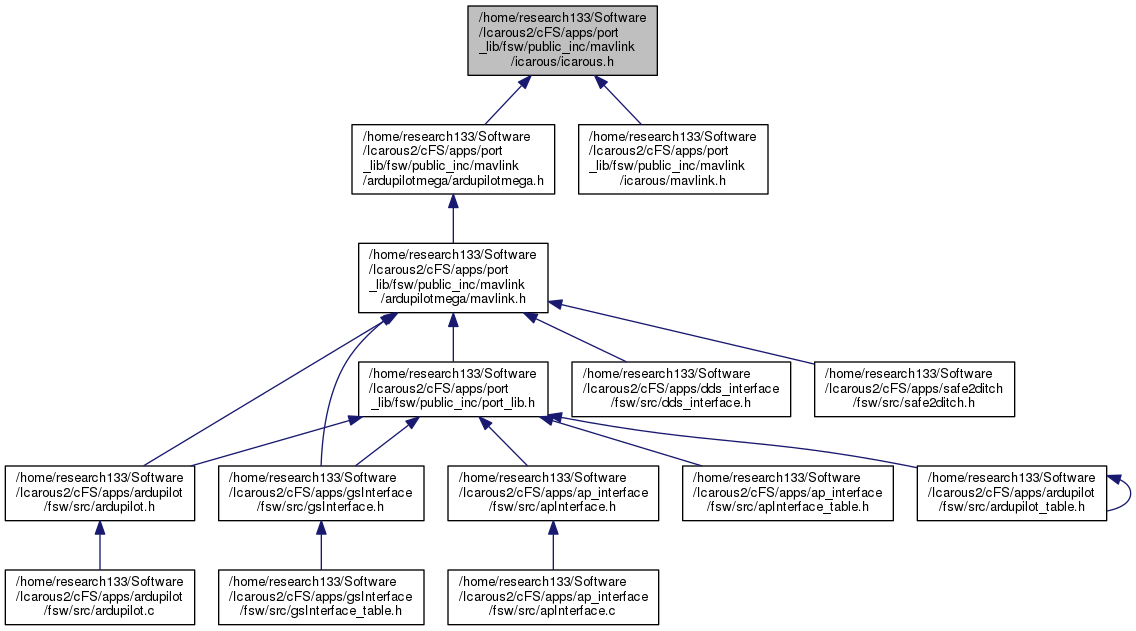 /home/research133/Software
/Icarous2/cFS/apps/port
_lib/fsw/public_inc/mavlink
/icarous/icarous.h
/home/research133/Software
/Icarous2/cFS/apps/port
_lib/fsw/public_inc/mavlink
/ardupilotmega/ardupilotmega.h
/home/research133/Software
/Icarous2/cFS/apps/port
_lib/fsw/public_inc/mavlink
/icarous/mavlink.h
/home/research133/Software
/Icarous2/cFS/apps/port
_lib/fsw/public_inc/mavlink
/ardupilotmega/mavlink.h
/home/research133/Software
/Icarous2/cFS/apps/port
_lib/fsw/public_inc/port_lib.h
/home/research133/Software
/Icarous2/cFS/apps/dds_interface
/fsw/src/dds_interface.h
/home/research133/Software
/Icarous2/cFS/apps/safe2ditch
/fsw/src/safe2ditch.h
/home/research133/Software
/Icarous2/cFS/apps/ardupilot
/fsw/src/ardupilot.h
/home/research133/Software
/Icarous2/cFS/apps/gsInterface
/fsw/src/gsInterface.h
/home/research133/Software
/Icarous2/cFS/apps/ap_interface
/fsw/src/apInterface.h
/home/research133/Software
/Icarous2/cFS/apps/ap_interface
/fsw/src/apInterface_table.h
/home/research133/Software
/Icarous2/cFS/apps/ardupilot
/fsw/src/ardupilot_table.h
/home/research133/Software
/Icarous2/cFS/apps/ardupilot
/fsw/src/ardupilot.c
/home/research133/Software
/Icarous2/cFS/apps/gsInterface
/fsw/src/gsInterface_table.h
/home/research133/Software
/Icarous2/cFS/apps/ap_interface
/fsw/src/apInterface.c